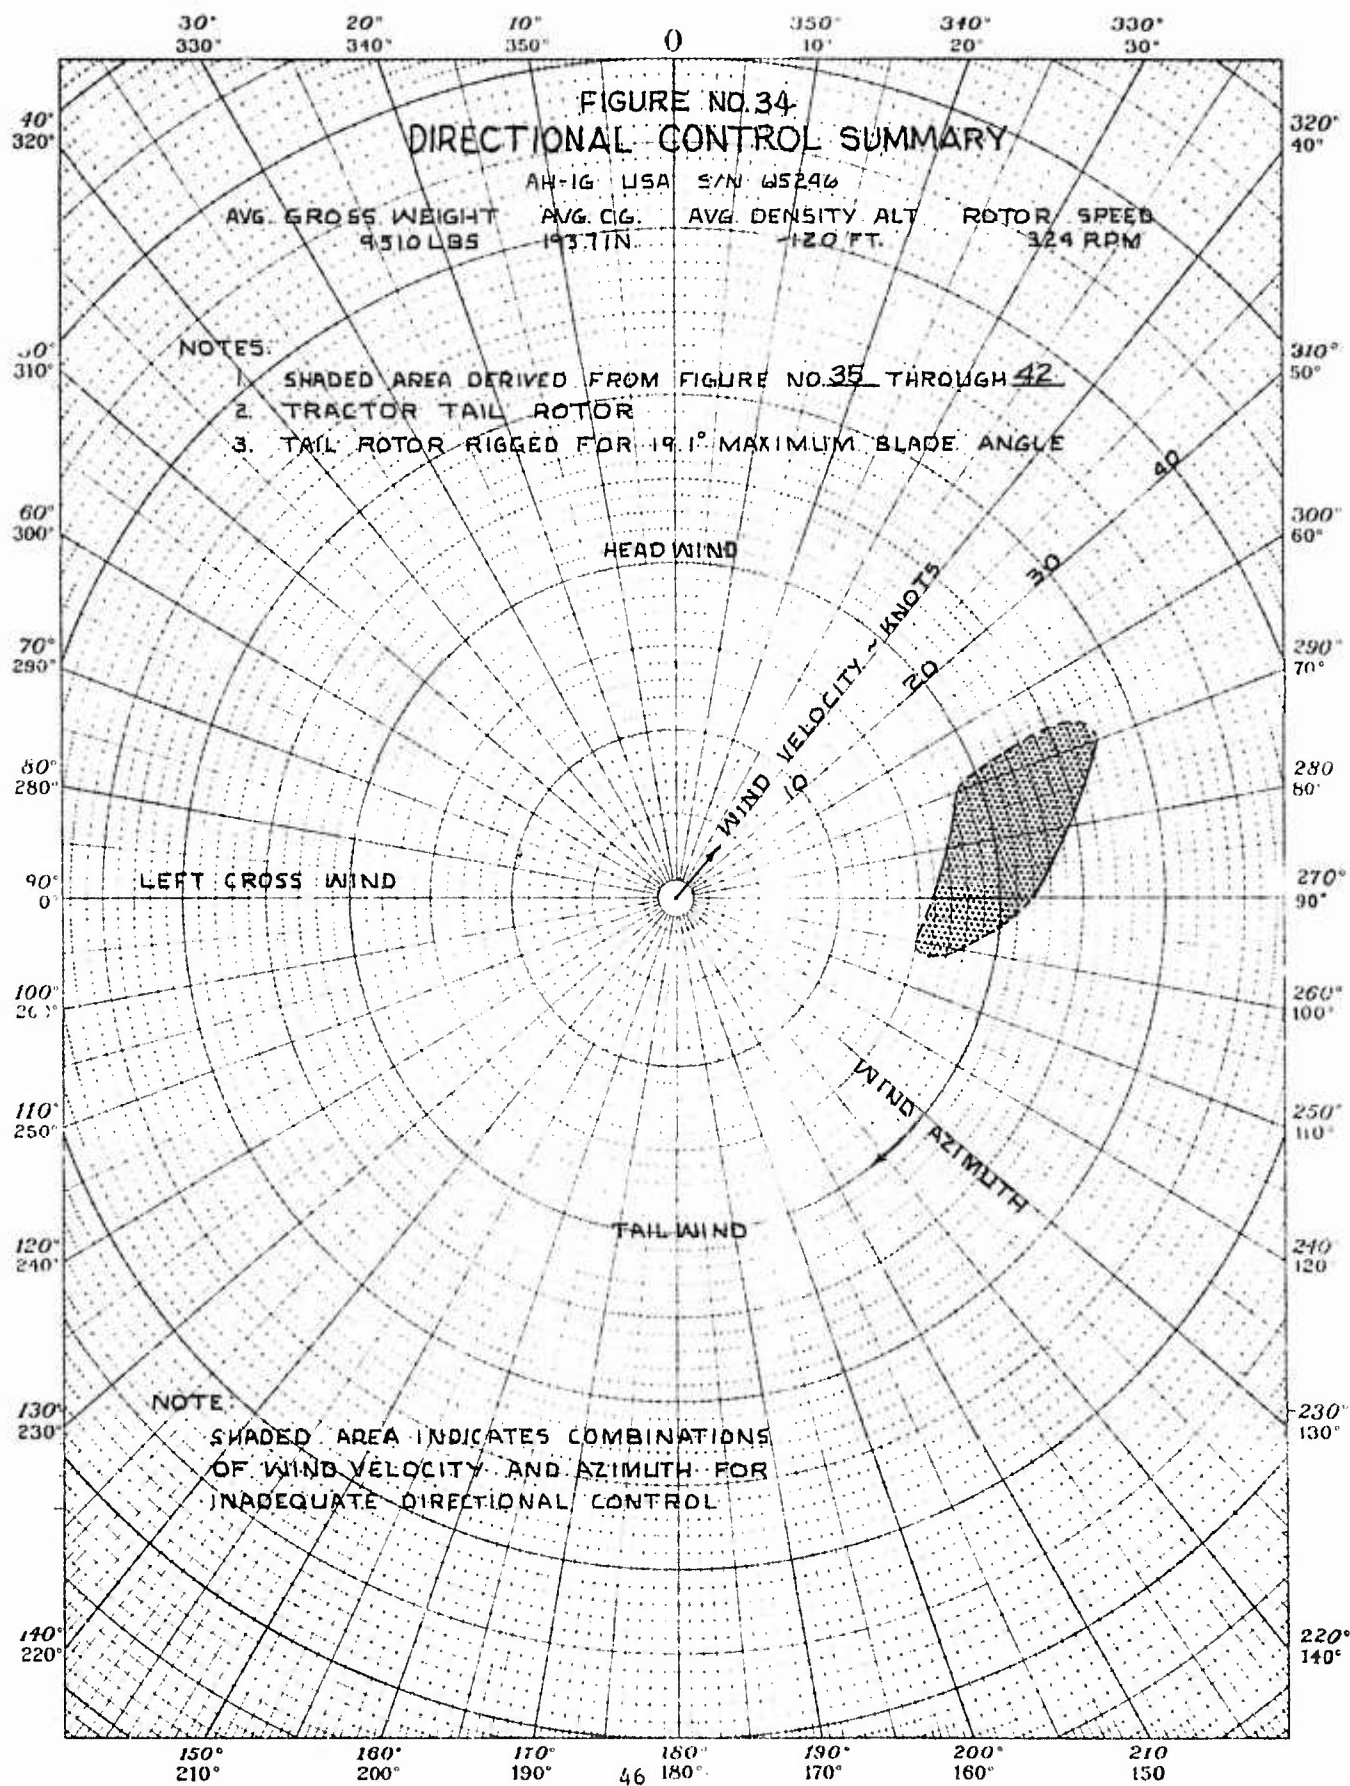 30° 20° 10° 0 350° 340° 330°
330° 340° 350° 10° 20° 30°
FIGURE NO.34
DIRECTIONAL CONTROL SUMMARY
AH-1G USA S/N 615246
AVG. GROSS WEIGHT AVG. C.G. AVG. DENSITY ALT ROTOR SPEED
9510 LBS 193.7 IN. -120 FT. 324 RPM
NOTES:
1. SHADED AREA DERIVED FROM FIGURE NO. 35 THROUGH 42
2. TRACTOR TAIL ROTOR
3. TAIL ROTOR RIGGED FOR 19.1° MAXIMUM BLADE ANGLE
40°
320°
320°
40°
310°
310°
50°
60°
300°
300°
60°
70°
290°
290°
70°
80°
280°
280
80°
90°
270°
90°
100°
260°
100°
110°
250°
250°
110°
120°
240°
240
120°
130°
230°
230°
130°
140°
220°
220°
140°
40
30
20
10
HEAD WIND
WIND VELOCITY ~ KNOTS
LEFT CROSS WIND
WIND AZIMUTH
TAIL WIND
NOTE:
SHADED AREA INDICATES COMBINATIONS
OF WIND VELOCITY AND AZIMUTH FOR
INADEQUATE DIRECTIONAL CONTROL
150° 160° 170° 180° 190° 200° 210
210° 200° 190° 180° 170° 160° 150
46